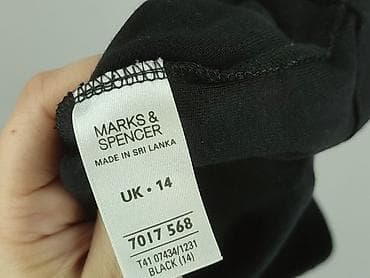 MARKS &
SPENCER
MADE IN SRI LANKA
UK • 14
7017 568
T41 07434/1231
BLACK (14)